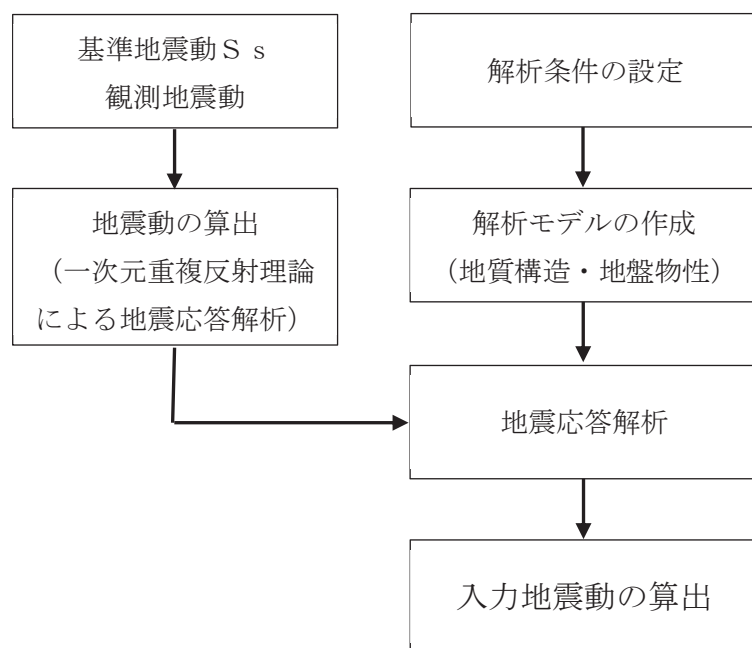 基準地震動Ｓｓ
観測地震動
地震動の算出
（一次元重複反射理論
による地震応答解析）
解析条件の設定
解析モデルの作成
（地質構造・地盤物性）
地震応答解析
入力地震動の算出